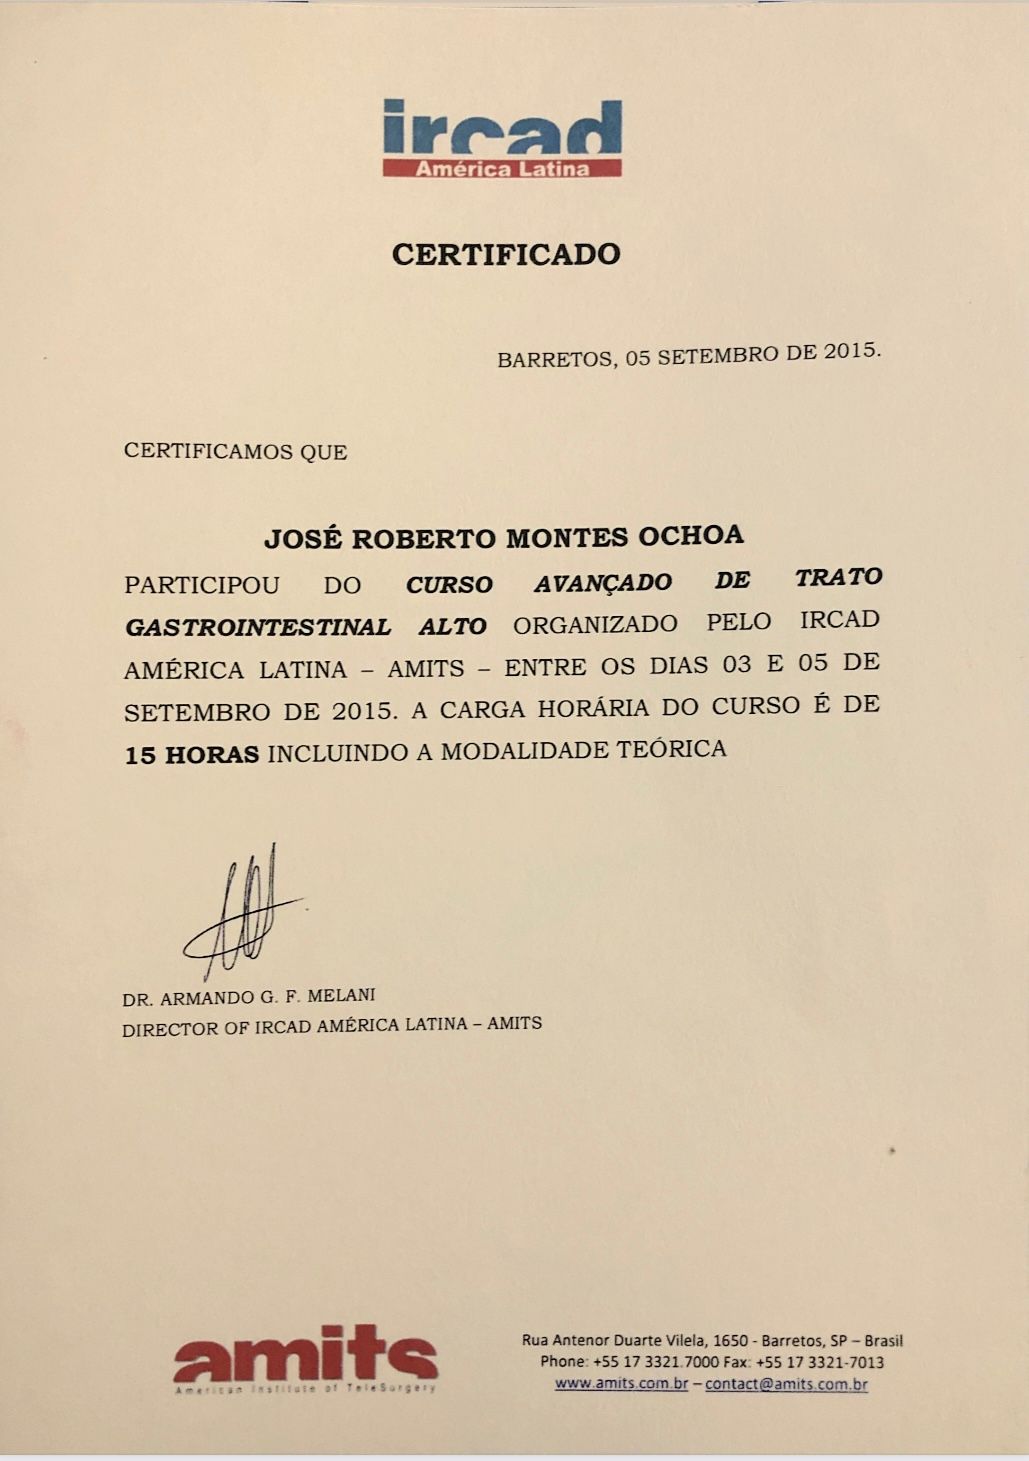 ircad
América Latina
CERTIFICADO
BARRETOS, 05 SETEMBRO DE 2015.
CERTIFICAMOS QUE
JOSÉ ROBERTO MONTES OCHOA
PARTICIPOU DO CURSO AVANÇADO DE TRATO
GASTROINTESTINAL ALTO ORGANIZADO PELO IRCAD
AMÉRICA LATINA – AMITS – ENTRE OS DIAS 03 E 05 DE
SETEMBRO DE 2015. A CARGA HORÁRIA DO CURSO É DE
15 HORAS INCLUINDO A MODALIDADE TEÓRICA
DR. ARMANDO G. F. MELANI
DIRECTOR OF IRCAD AMÉRICA LATINA – AMITS
amits
American Institute of TeleSurgery
Rua Antenor Duarte Vilela, 1650 - Barretos, SP – Brasil
Phone: +55 17 3321.7000 Fax: +55 17 3321-7013
www.amits.com.br – contact@amits.com.br